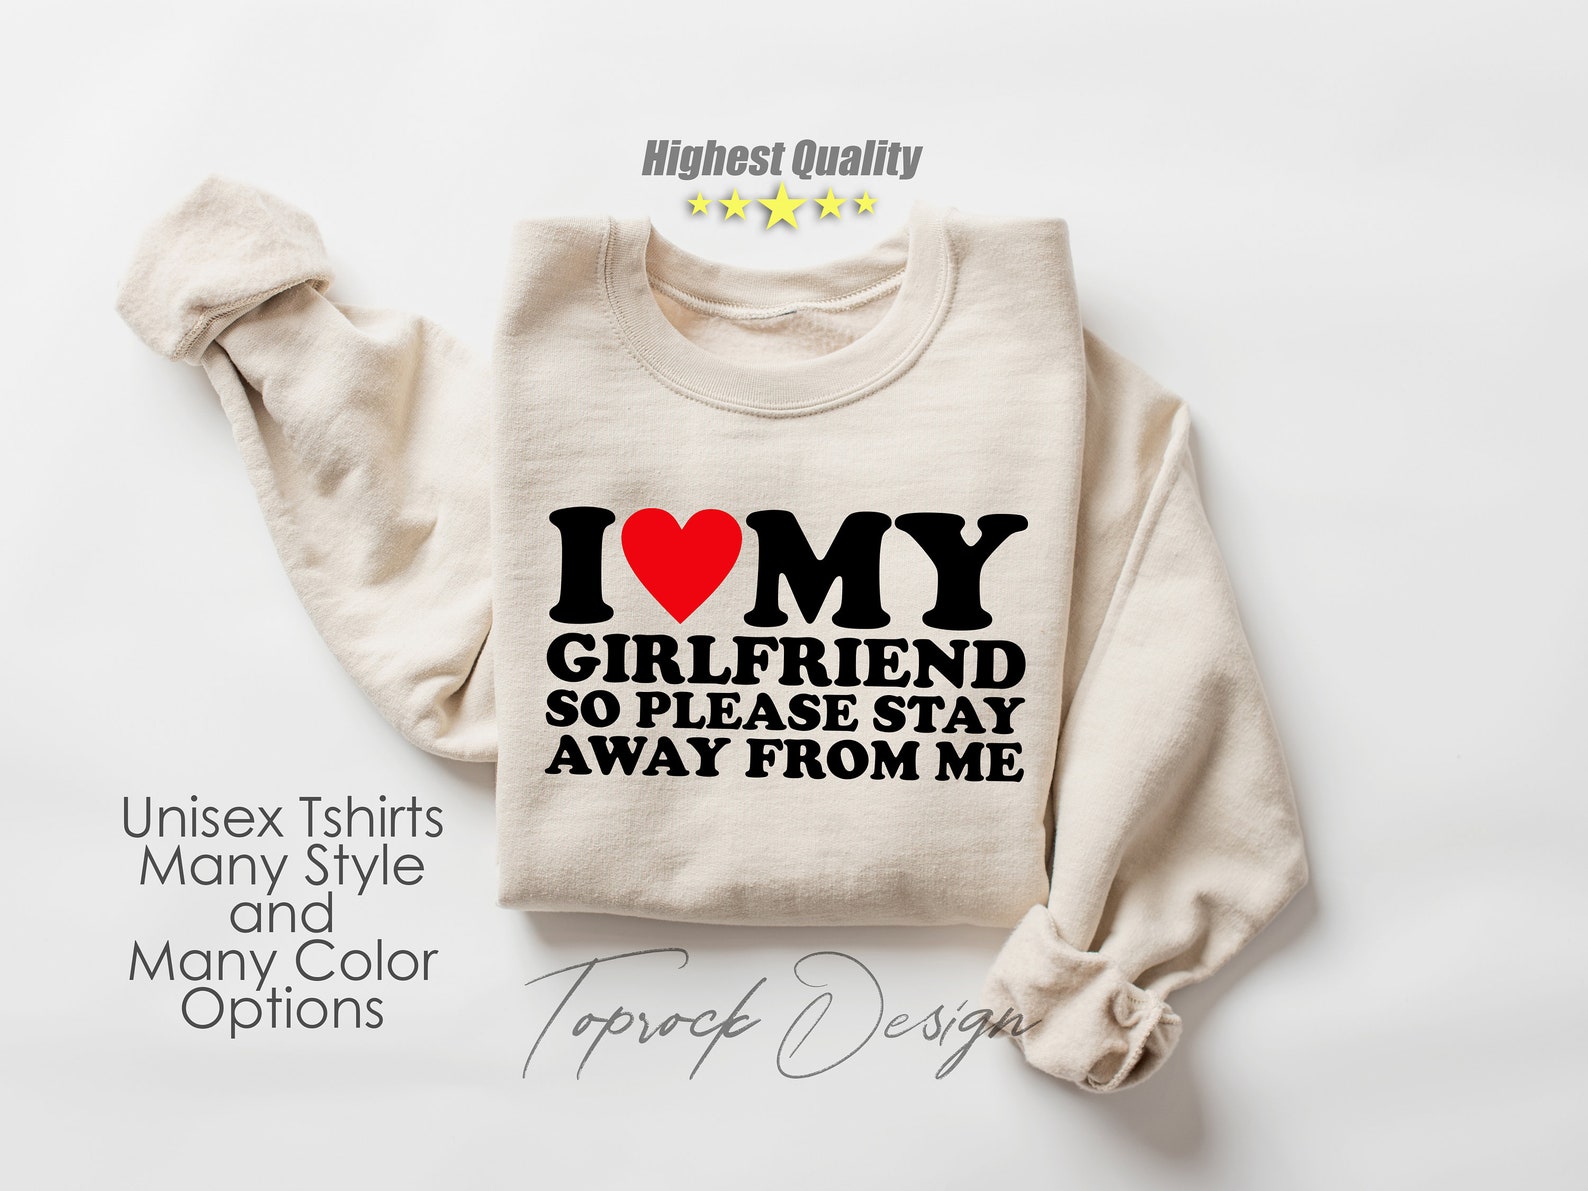 Highest Quality
I ❤ MY
GIRLFRIEND
SO PLEASE STAY
AWAY FROM ME
Unisex Tshirts
Many Style
and
Many Color
Options
Toprock Design